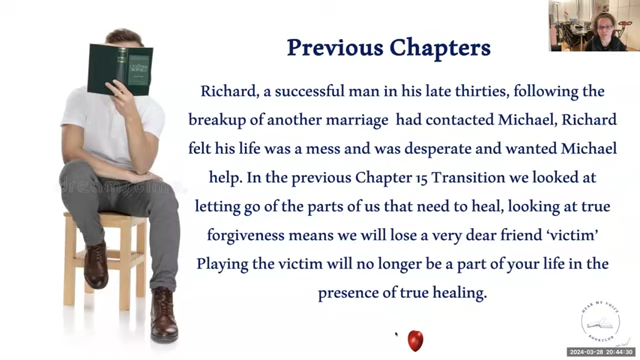 Previous Chapters
Richard, a successful man in his late thirties, following the
breakup of another marriage had contacted Michael, Richard
felt his life was a mess and was desperate and wanted Michael
help. In the previous Chapter 15 Transition we looked at
letting go of the parts of us that need to heal, looking at true
forgiveness means we will lose a very dear friend ‘victim’
Playing the victim will no longer be a part of your life in the
presence of true healing.
HEAR MY VOICE
BOOKCLUB
2024-03-28 20:44:30